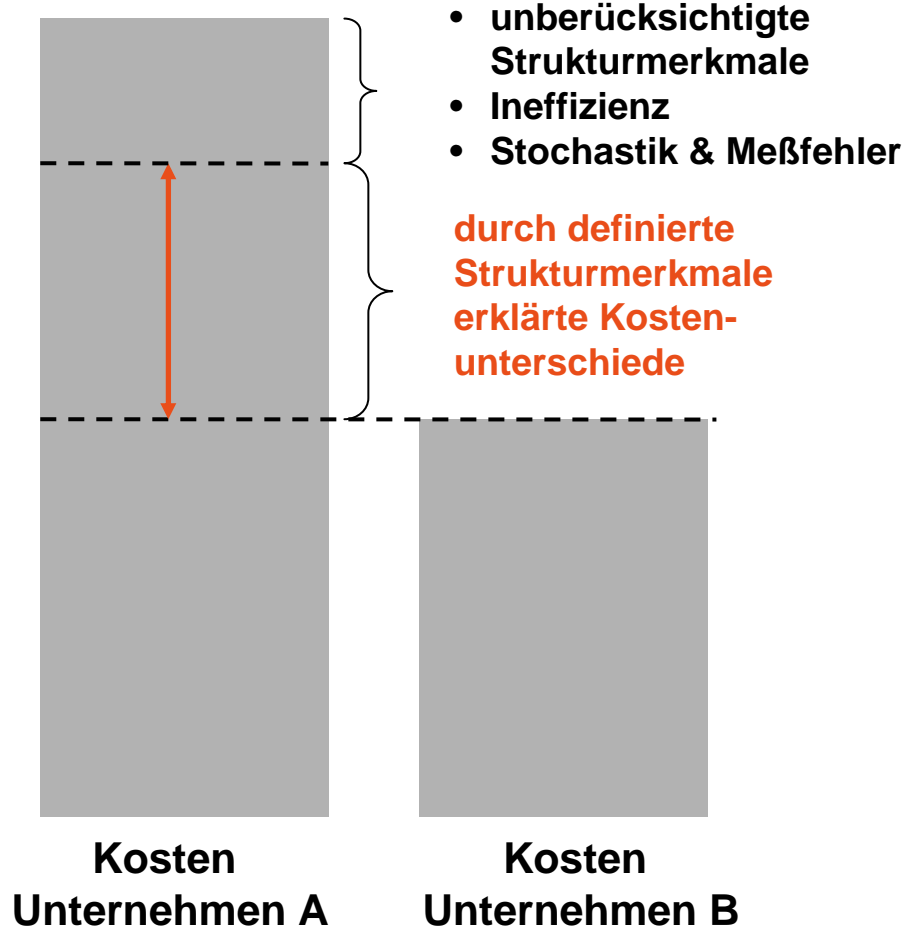 • unberücksichtigte
Strukturmerkmale
• Ineffizienz
• Stochastik & Meßfehler
durch definierte
Strukturmerkmale
erklärte Kosten-
unterschiede
Kosten
Unternehmen A
Kosten
Unternehmen B